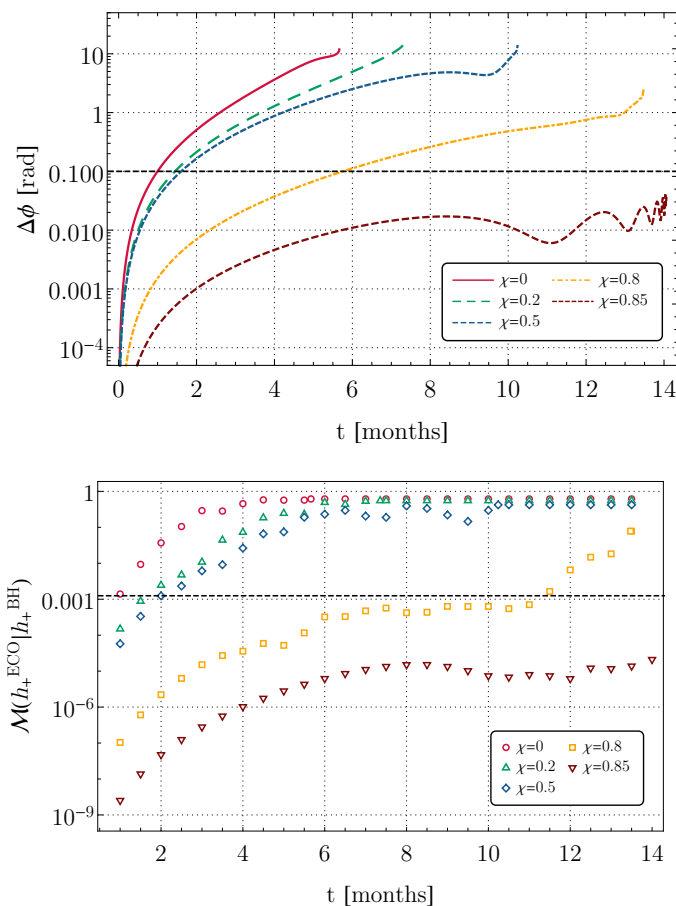 10
1
0.100
0.010
0.001
10⁻⁴
Δϕ [rad]
χ=0 χ=0.8
χ=0.2 χ=0.85
χ=0.5
0 2 4 6 8 10 12 14
t [months]
1
0.001
10⁻⁶
10⁻⁹
ℳ(h₊ᴱᶜᴼ|h₊ᴮᴴ)
χ=0 χ=0.8
χ=0.2 χ=0.85
χ=0.5
2 4 6 8 10 12 14
t [months]